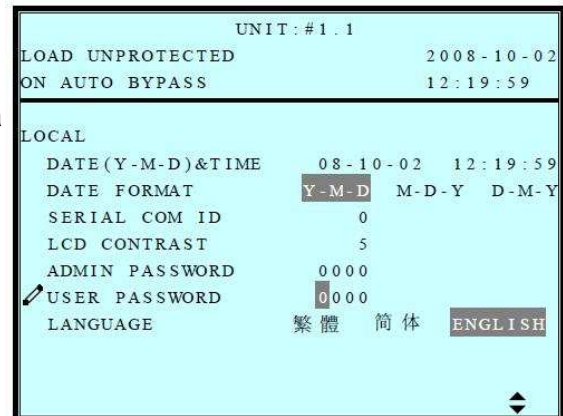 UNIT:#1.1
LOAD UNPROTECTED 2008-10-02
ON AUTO BYPASS 12:19:59
LOCAL
DATE(Y-M-D)&TIME 08-10-02 12:19:59
DATE FORMAT Y-M-D M-D-Y D-M-Y
SERIAL COM ID 0
LCD CONTRAST 5
ADMIN PASSWORD 0000
USER PASSWORD 0000
LANGUAGE 繁體 简体 ENGLISH